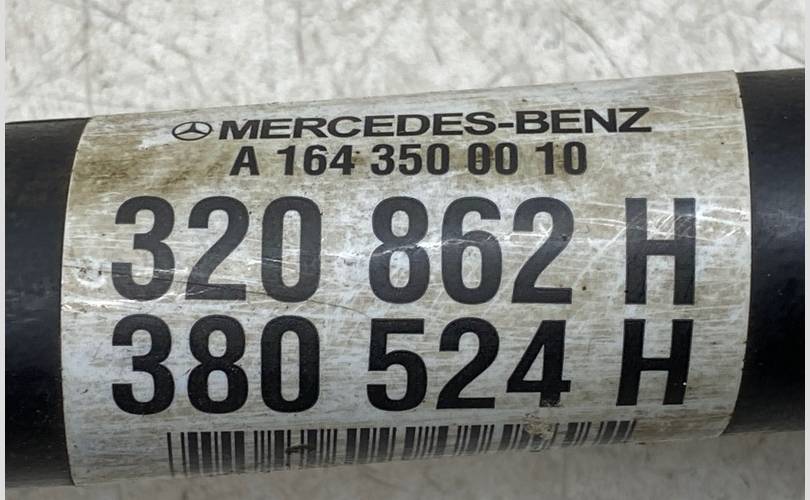 MERCEDES-BENZ
A 164 350 00 10
320 862 H
380 524 H